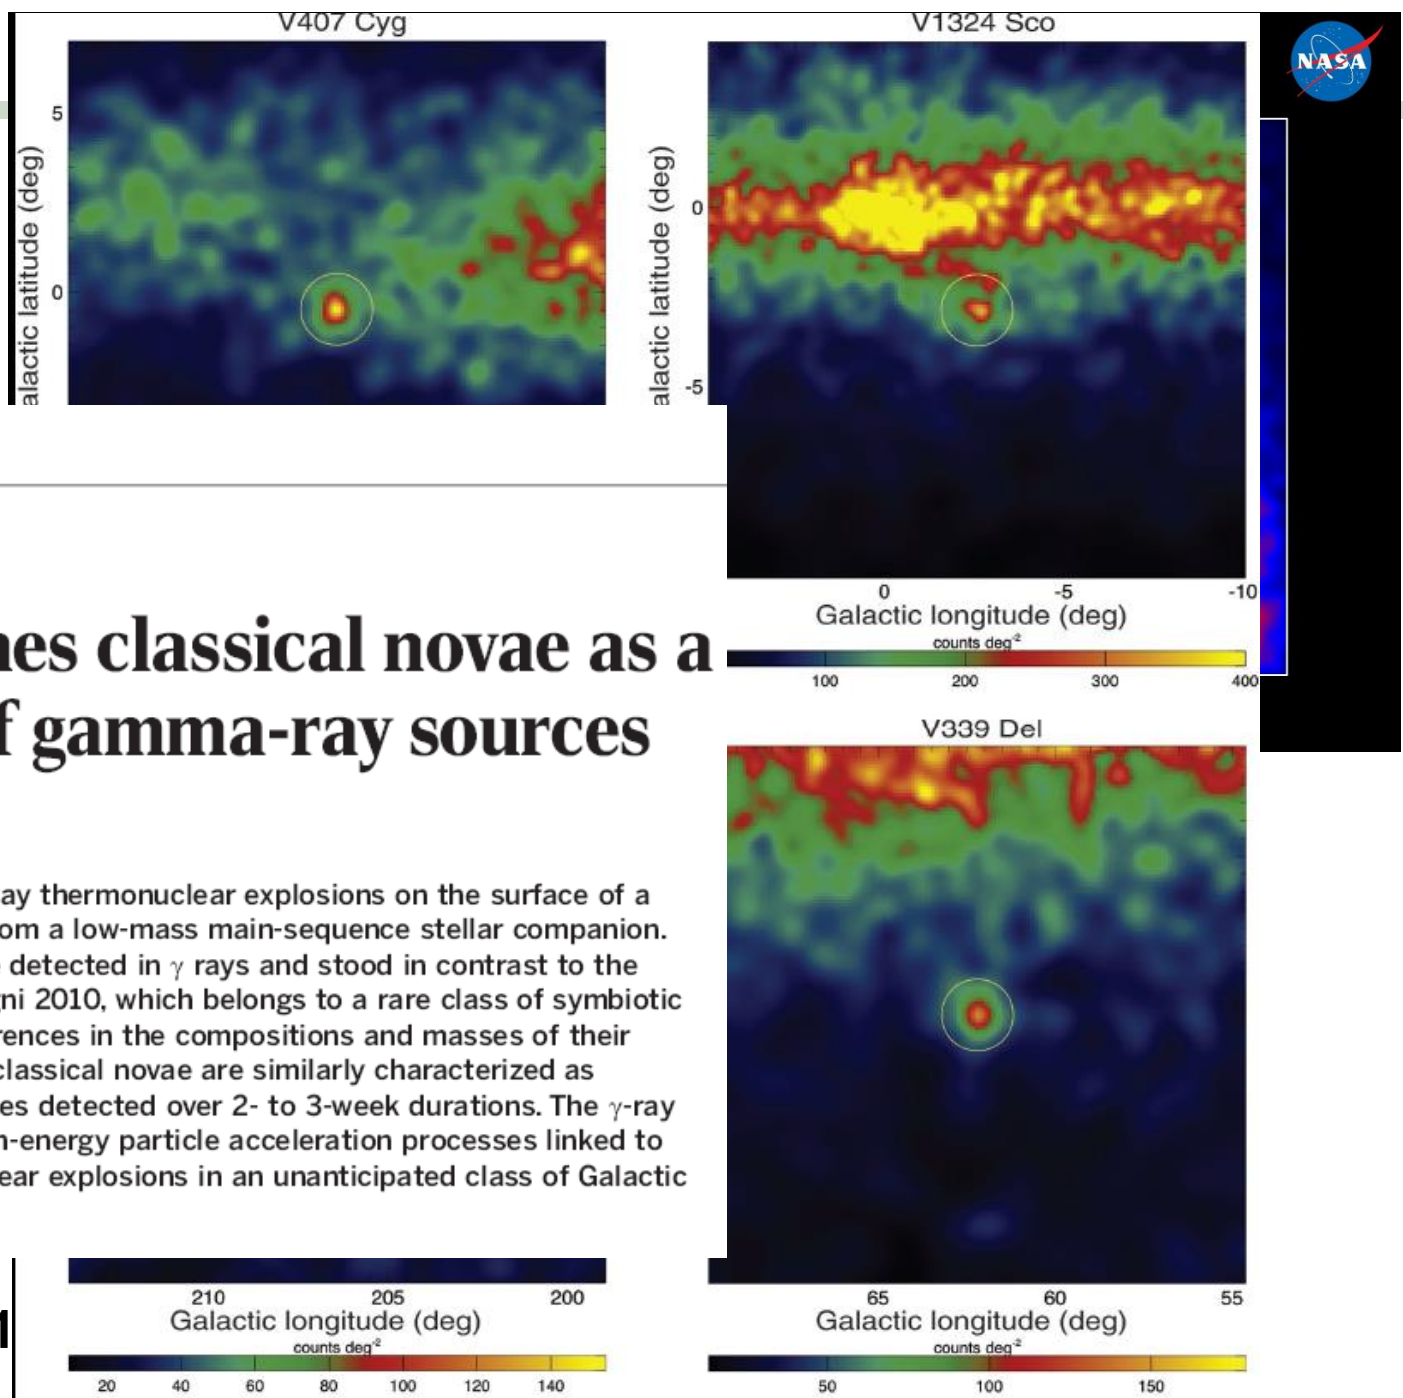 V407 Cyg
V1324 Sco
NASA
5
0
alactic latitude (deg)
0
-5
alactic latitude (deg)
0 -5 -10
Galactic longitude (deg)
counts deg-2
100 200 300 400
nes classical novae as a
f gamma-ray sources
V339 Del
ay thermonuclear explosions on the surface of a
om a low-mass main-sequence stellar companion.
detected in γ rays and stood in contrast to the
gni 2010, which belongs to a rare class of symbiotic
rences in the compositions and masses of their
classical novae are similarly characterized as
es detected over 2- to 3-week durations. The γ-ray
h-energy particle acceleration processes linked to
ear explosions in an unanticipated class of Galactic
210 205 200
Galactic longitude (deg)
counts deg-2
20 40 60 80 100 120 140
65 60 55
Galactic longitude (deg)
counts deg-2
50 100 150